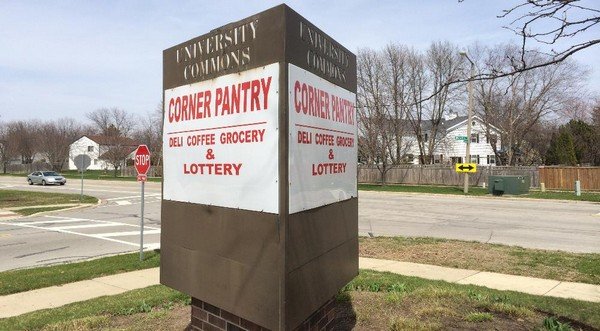 UNIVERSITY
COMMONS
CORNER PANTRY
DELI COFFEE GROCERY
&
LOTTERY
UNIVERSITY
COMMONS
CORNER PANTRY
DELI COFFEE GROCERY
&
LOTTERY
STOP